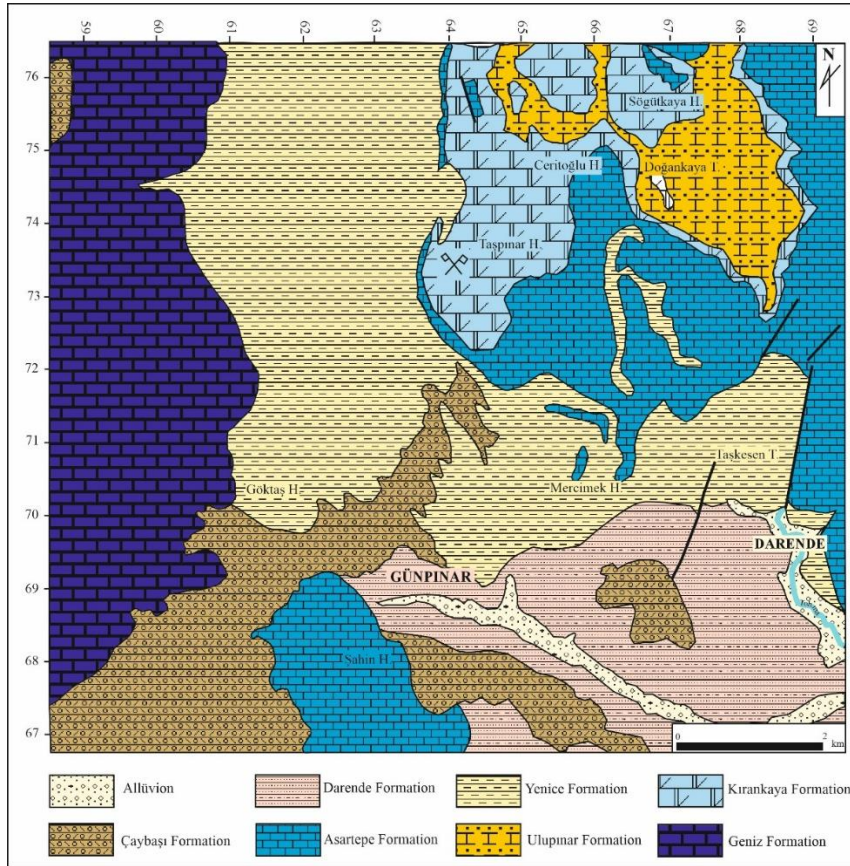 59 60 61 62 63 64 65 66 67 68 69
N
76
Sögütkaya H.
75
Ceritoğlu H.
Doğankaya T.
74
Taşpınar H.
73
72
71
Taşkesen T.
Göktaş H.
Mercimek H.
70
DARENDE
GÜNPINAR
69
68
Şahin H.
67
0 2
km
Allüvion
Darende Formation
Yenice Formation
Kırankaya Formation
Çaybaşı Formation
Asartepe Formation
Ulupınar Formation
Geniz Formation